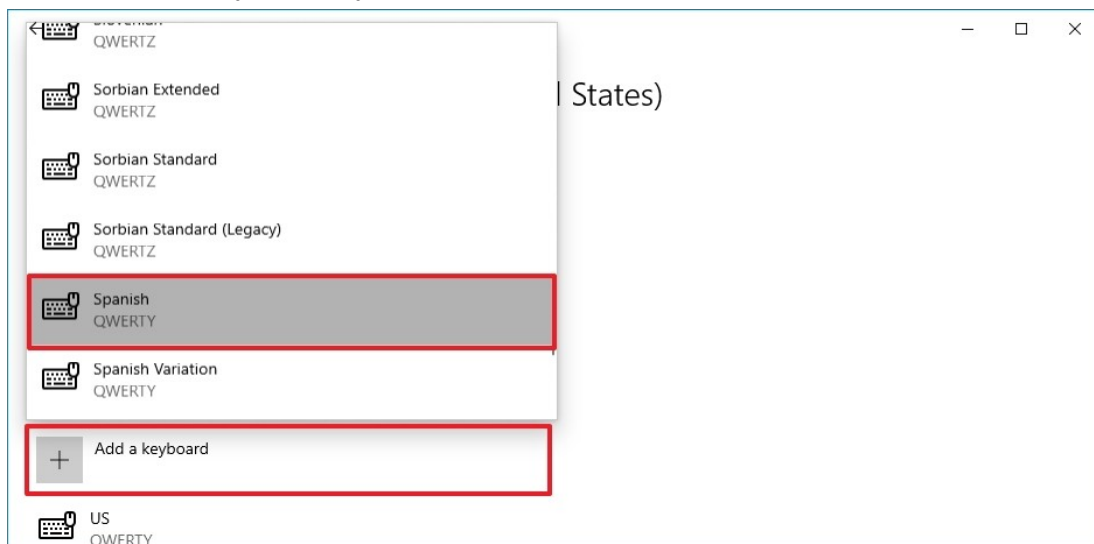 QWERTZ
States)
Sorbian Extended
QWERTZ
Sorbian Standard
QWERTZ
Sorbian Standard (Legacy)
QWERTZ
Spanish
QWERTY
Spanish Variation
QWERTY
Add a keyboard
US
QWERTY